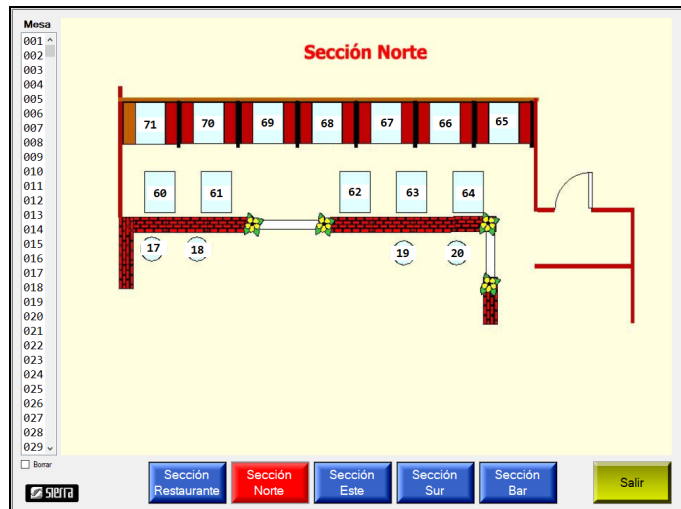 Mesa
001
002
003
004
005
006
007
008
009
010
011
012
013
014
015
016
017
018
019
020
021
022
023
024
025
026
027
028
029
Borrar
sierra
Sección Norte
71 70 69 68 67 66 65
60 61 62 63 64
17 18 19 20
Sección
Restaurante
Sección
Norte
Sección
Este
Sección
Sur
Sección
Bar
Salir